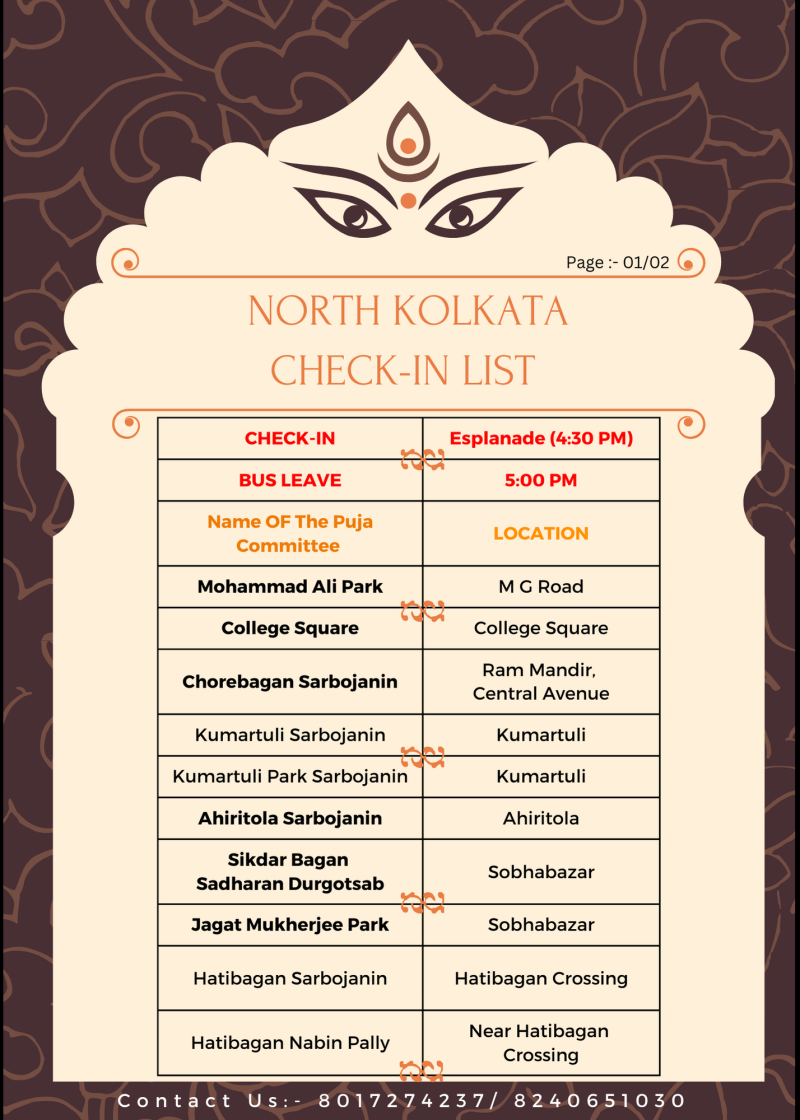 Page :- 01/02
NORTH KOLKATA
CHECK-IN LIST
CHECK-IN Esplanade (4:30 PM)
BUS LEAVE 5:00 PM
Name OF The Puja
Committee
LOCATION
Mohammad Ali Park M G Road
College Square College Square
Chorebagan Sarbojanin
Ram Mandir,
Central Avenue
Kumartuli Sarbojanin Kumartuli
Kumartuli Park Sarbojanin Kumartuli
Ahiritola Sarbojanin Ahiritola
Sikdar Bagan
Sadharan Durgotsab
Sobhabazar
Jagat Mukherjee Park Sobhabazar
Hatibagan Sarbojanin Hatibagan Crossing
Hatibagan Nabin Pally
Near Hatibagan
Crossing
Contact Us:- 8017274237/ 8240651030